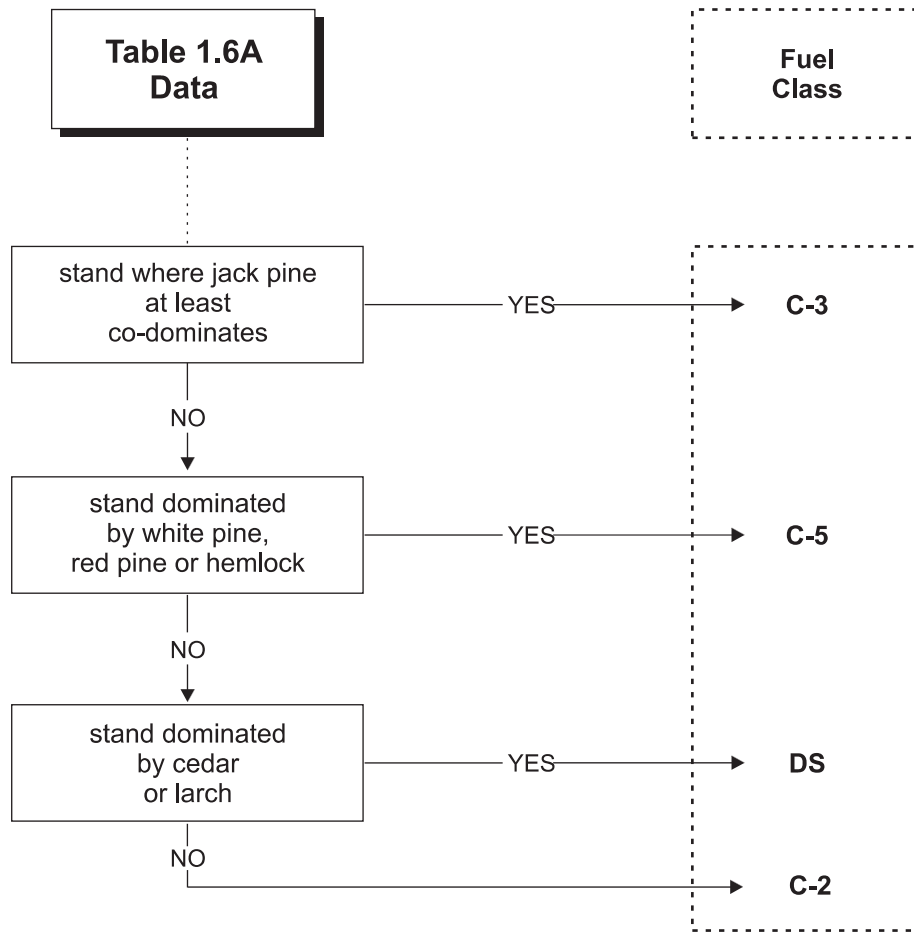 Table 1.6A
Data
Fuel
Class
stand where jack pine
at least
co-dominates
YES
C-3
NO
stand dominated
by white pine,
red pine or hemlock
YES
C-5
NO
stand dominated
by cedar
or larch
YES
DS
NO
C-2